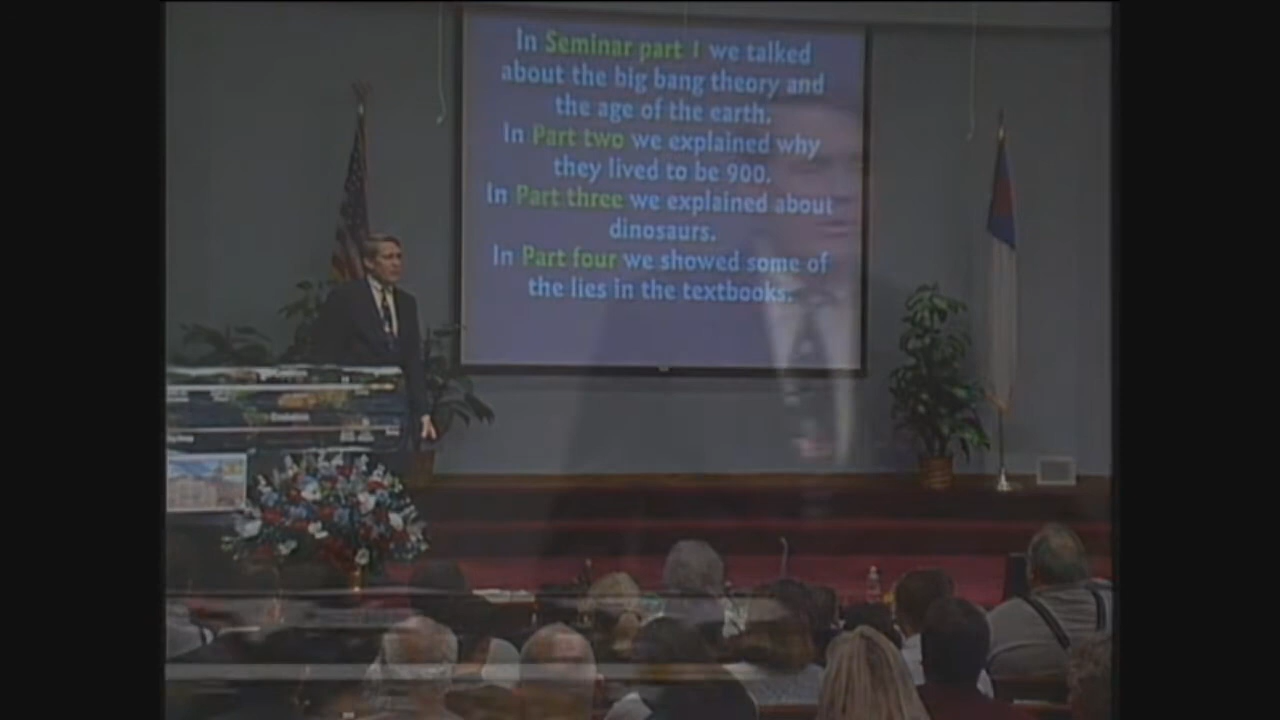 In Seminar part 1 we talked
about the big bang theory and
the age of the earth.
In Part two we explained why
they lived to be 900.
In Part three we explained about
dinosaurs.
In Part four we showed some of
the lies in the textbooks.